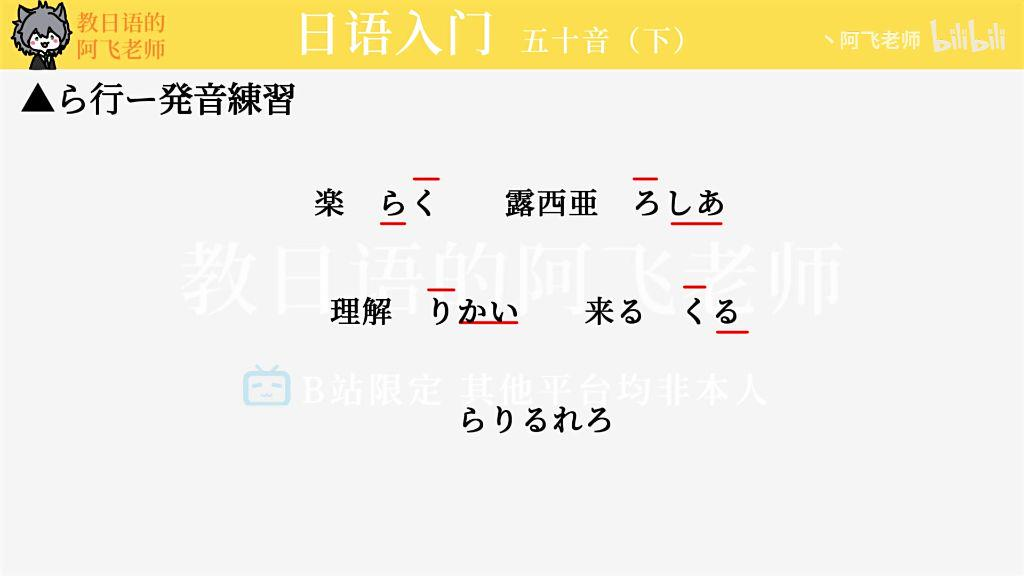 教日语的
阿飞老师
日语入门 五十音（下）
丶阿飞老师 bilibili
▲ら行ー発音練習
楽 らく 露西亜 ろしあ
教日语的阿飞老师
理解 りかい 来る くる
B站限定 其他平台均非本人
らりるれろ